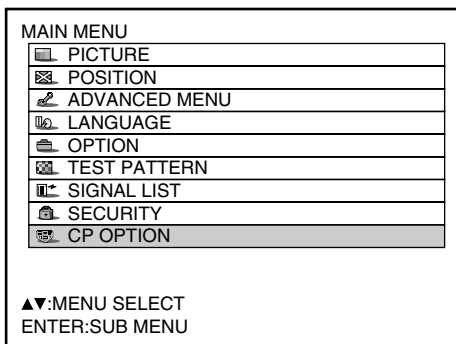 MAIN MENU
PICTURE
POSITION
ADVANCED MENU
LANGUAGE
OPTION
TEST PATTERN
SIGNAL LIST
SECURITY
CP OPTION
▲▼:MENU SELECT
ENTER:SUB MENU